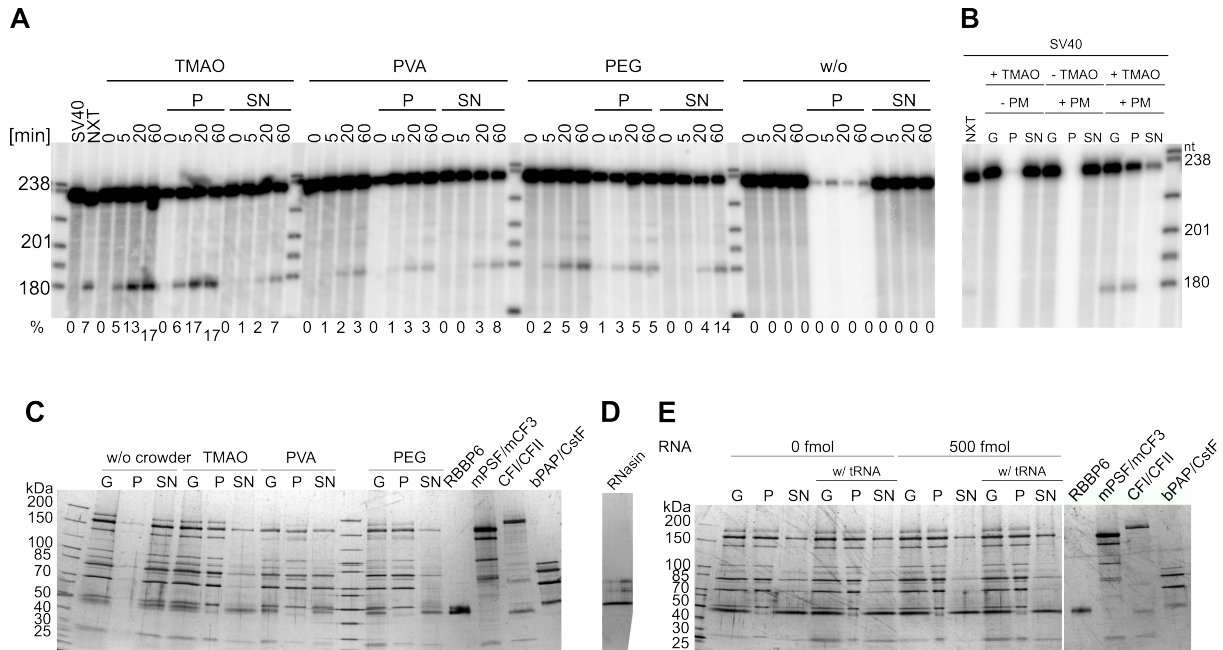 A
TMAO PVA PEG w/o
P SN P SN P SN P SN
[min] SV40 NXT 0 5 20 60 0 5 20 60 0 5 20 60 0 5 20 60 0 5 20 60 0 5 20 60 0 5 20 60 0 5 20 60 0 5 20 60 0 5 20 60 0 5 20 60 0 5 20 60
238
201
180
% 0 7 0 5 13 17 0 6 17 17 0 1 2 7 0 1 2 3 0 1 3 3 0 0 3 8 0 2 5 9 1 3 5 5 0 0 4 14 0 0 0 0 0 0 0 0 0 0 0 0
B
SV40
+ TMAO - TMAO + TMAO
- PM + PM + PM
NXT G P SN G P SN G P SN nt
238
201
180
C
w/o crowder TMAO PVA PEG RBBP6 mPSF/mCF3 CFI/CFII bPAP/CstF
kDa G P SN G P SN G P SN G P SN
200
150
100
85
70
50
40
30
25
D
RNasin
E
RNA 0 fmol 500 fmol
w/ tRNA w/ tRNA
kDa G P SN G P SN G P SN G P SN RBBP6 mPSF/mCF3 CFI/CFII bPAP/CstF
200
150
100
85
70
50
40
30
25